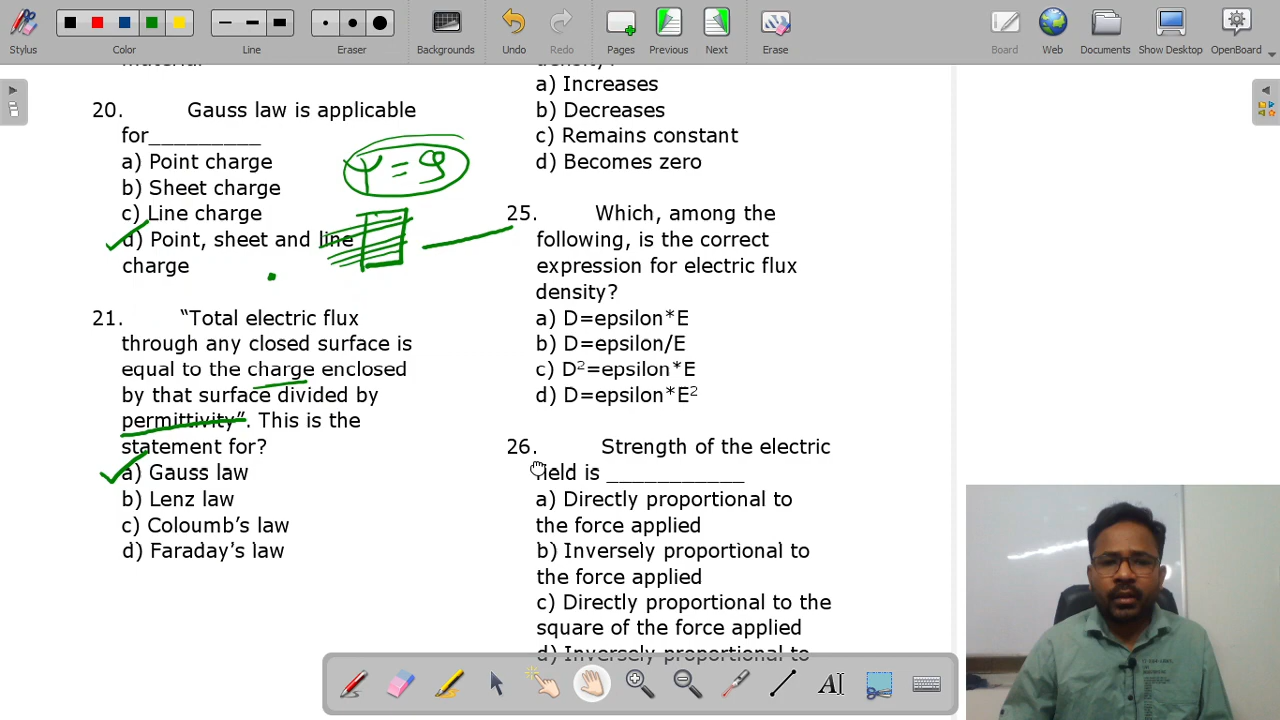 Stylus
Color
Line
Eraser
Backgrounds
Undo
Redo
Pages
Previous
Next
Erase
Board
Web
Documents
Show Desktop
OpenBoard
material
20. Gauss law is applicable
for_________
a) Point charge
b) Sheet charge
c) Line charge
d) Point, sheet and line
charge
21. “Total electric flux
through any closed surface is
equal to the charge enclosed
by that surface divided by
permittivity”. This is the
statement for?
a) Gauss law
b) Lenz law
c) Coloumb’s law
d) Faraday’s law
density?
a) Increases
b) Decreases
c) Remains constant
d) Becomes zero
25. Which, among the
following, is the correct
expression for electric flux
density?
a) D=epsilon*E
b) D=epsilon/E
c) D²=epsilon*E
d) D=epsilon*E²
26. Strength of the electric
field is ___________
a) Directly proportional to
the force applied
b) Inversely proportional to
the force applied
c) Directly proportional to the
square of the force applied
d) Inversely proportional to